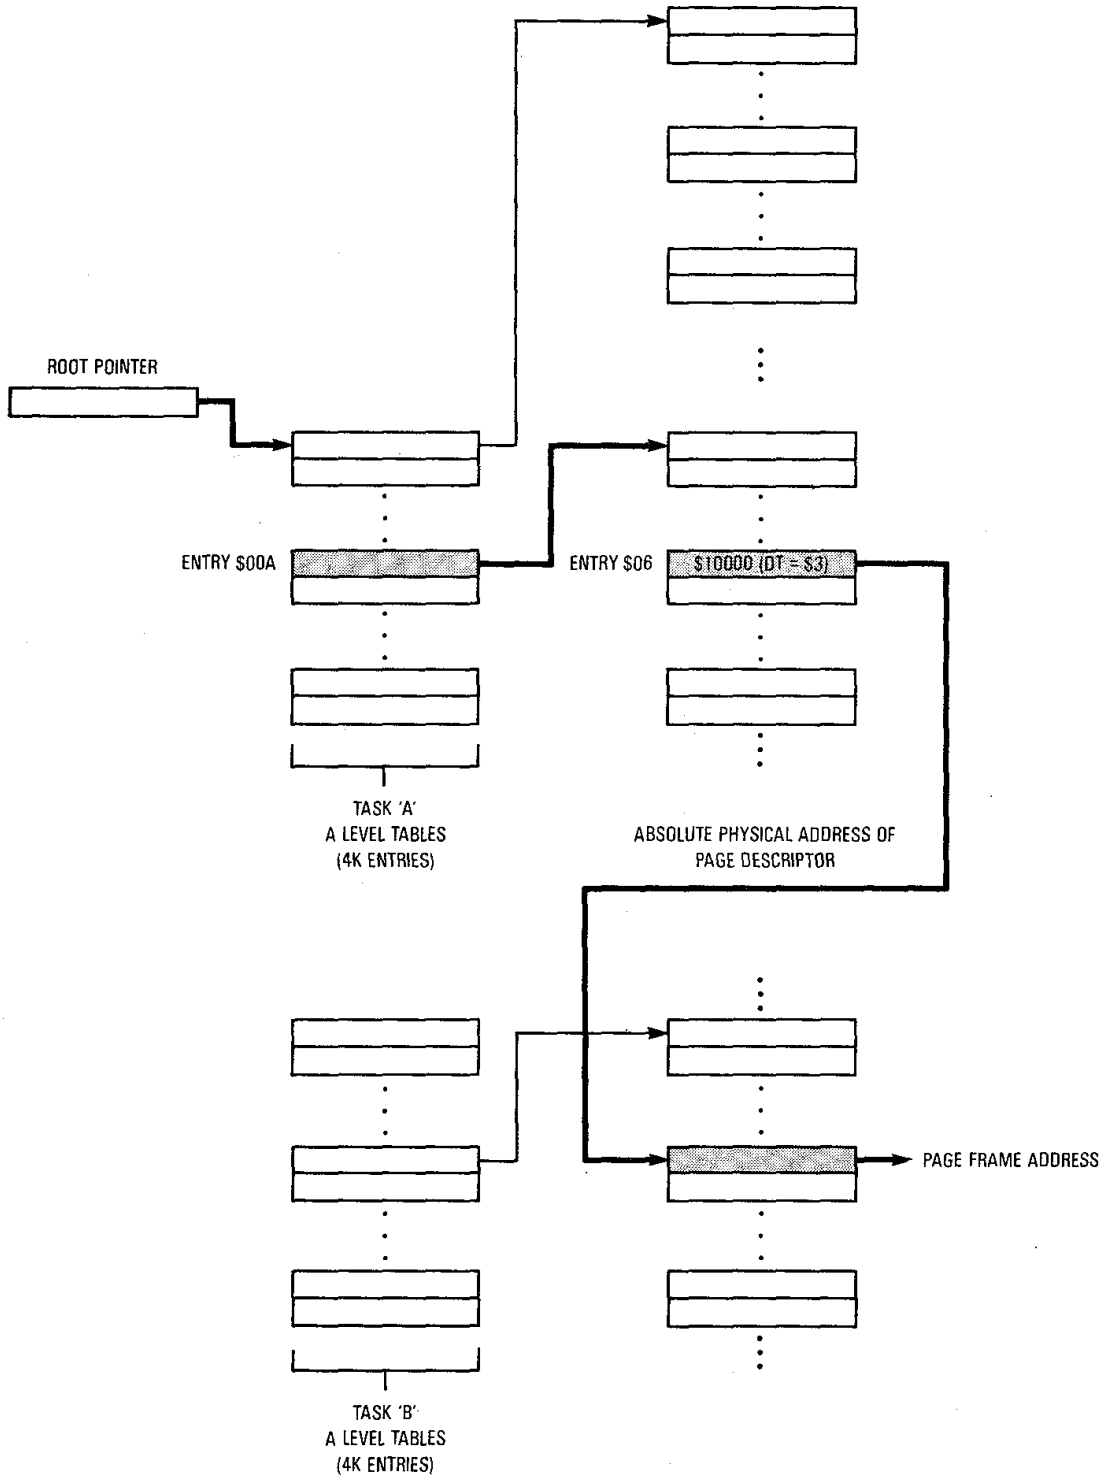 ROOT POINTER
ENTRY $00A
ENTRY $06
$10000 (DT = $3)
TASK 'A'
A LEVEL TABLES
(4K ENTRIES)
ABSOLUTE PHYSICAL ADDRESS OF
PAGE DESCRIPTOR
PAGE FRAME ADDRESS
TASK 'B'
A LEVEL TABLES
(4K ENTRIES)